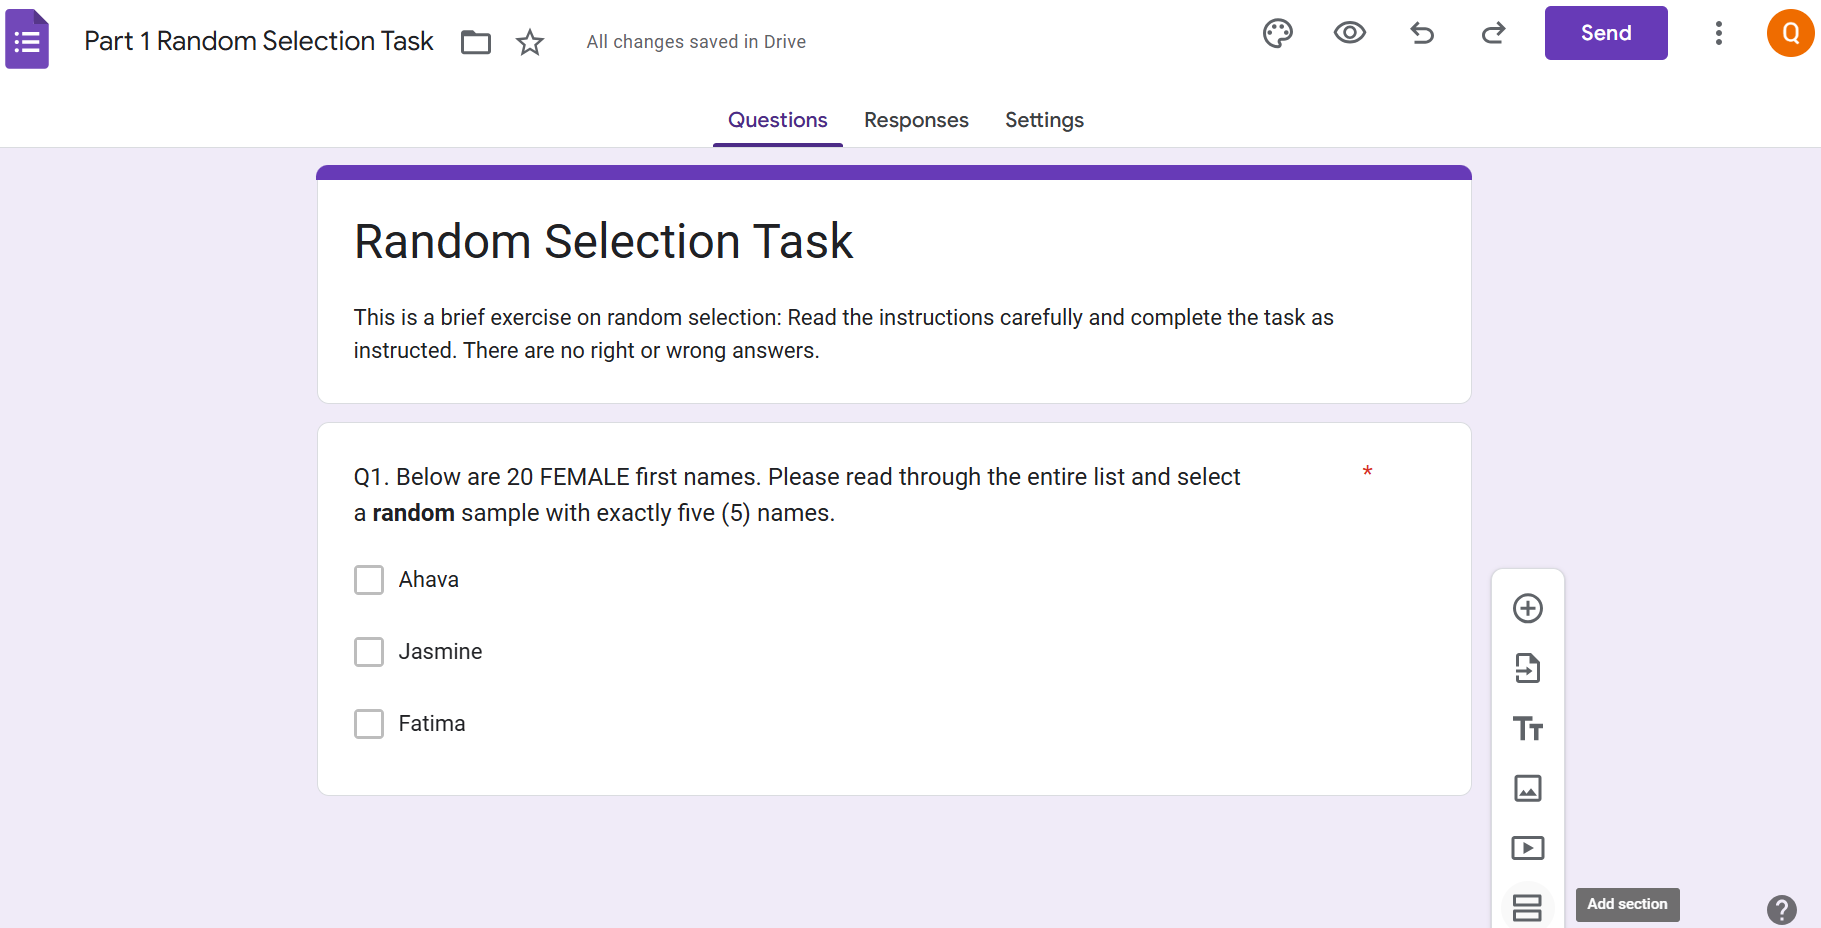 Part 1 Random Selection Task
All changes saved in Drive
Send
Q
Questions
Responses
Settings
Random Selection Task
This is a brief exercise on random selection: Read the instructions carefully and complete the task as
instructed. There are no right or wrong answers.
Q1. Below are 20 FEMALE first names. Please read through the entire list and select
*
a random sample with exactly five (5) names.
Ahava
Jasmine
Fatima
Tт
Add section
?